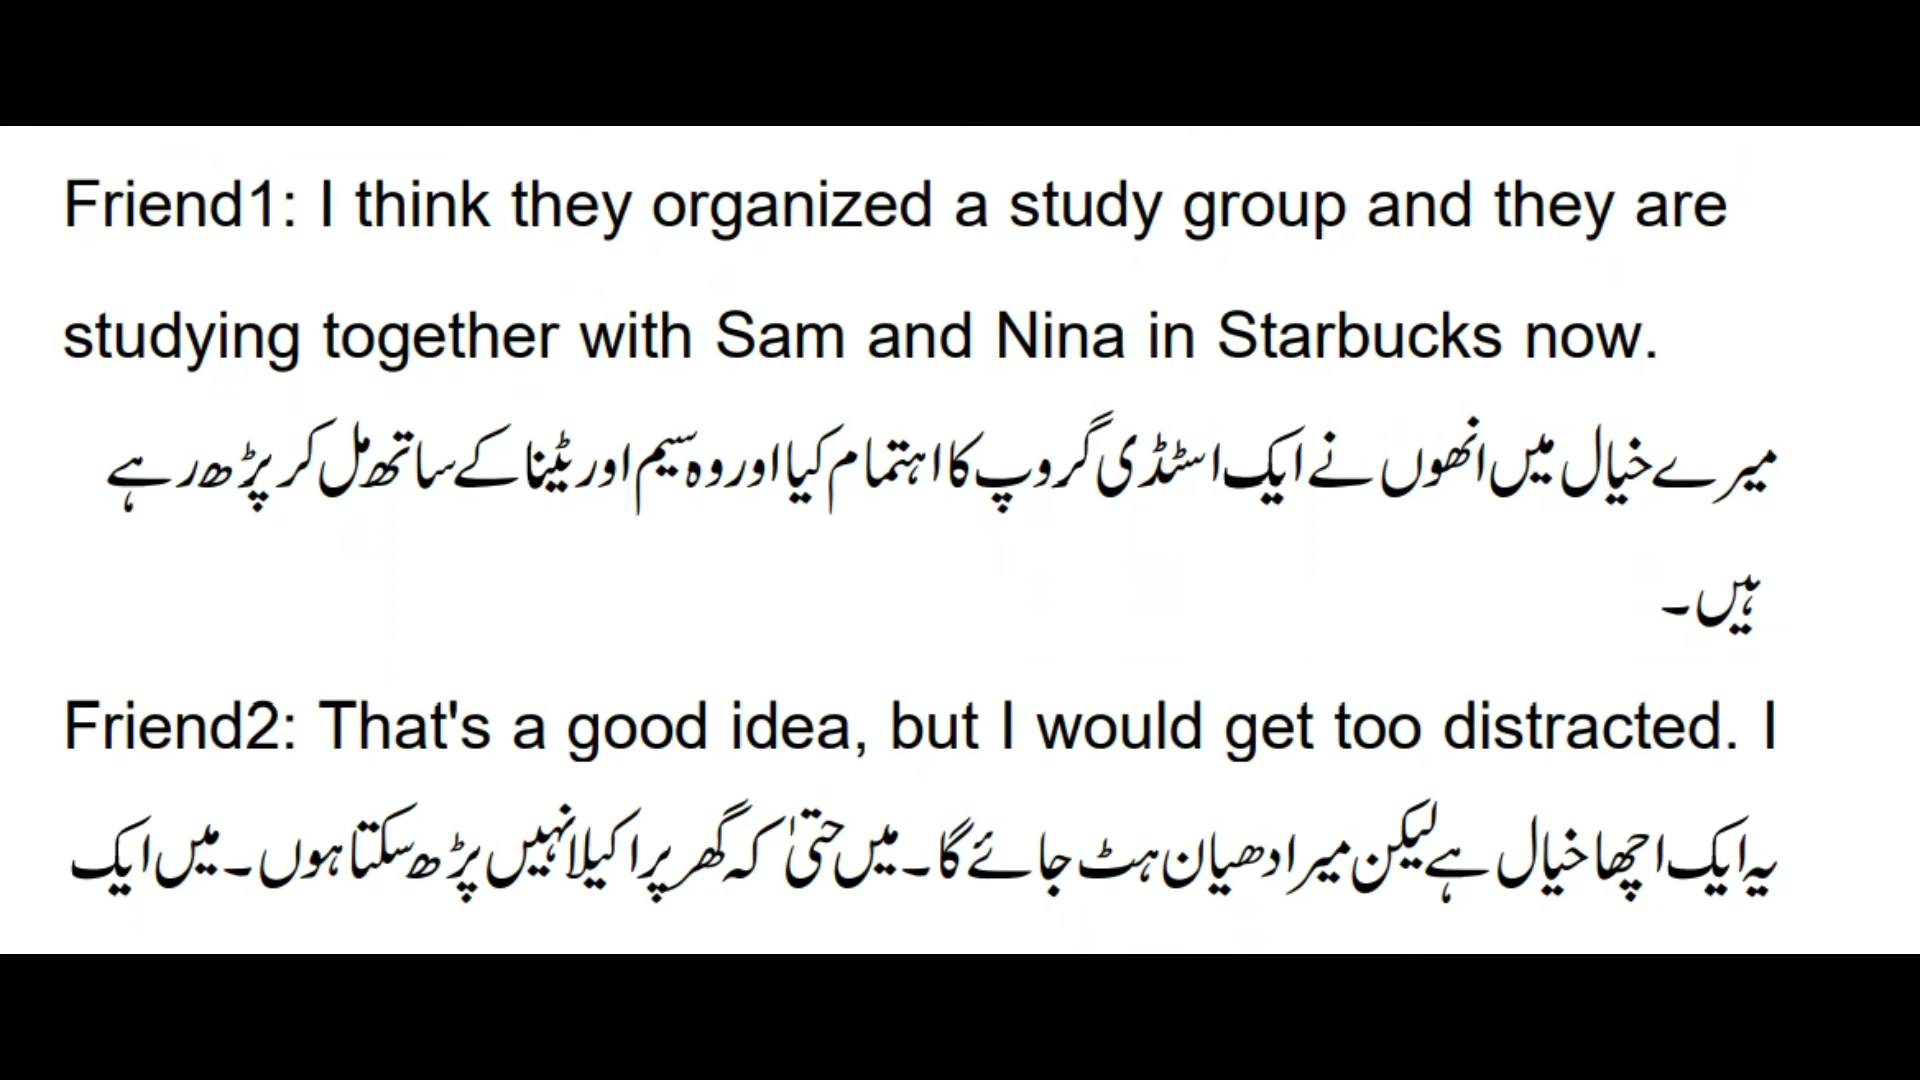 Friend1: I think they organized a study group and they are
studying together with Sam and Nina in Starbucks now.
میرے خیال میں انھوں نے ایک اسٹڈی گروپ کا اہتمام کیا اور وہ سیم اور ٹینا کے ساتھ مل کر پڑھ رہے
ہیں۔
Friend2: That's a good idea, but I would get too distracted. I
یہ ایک اچھا خیال ہے لیکن میرا دھیان ہٹ جائے گا۔ میں حتیٰ کہ گھر پر اکیلا نہیں پڑھ سکتا ہوں۔ میں ایک